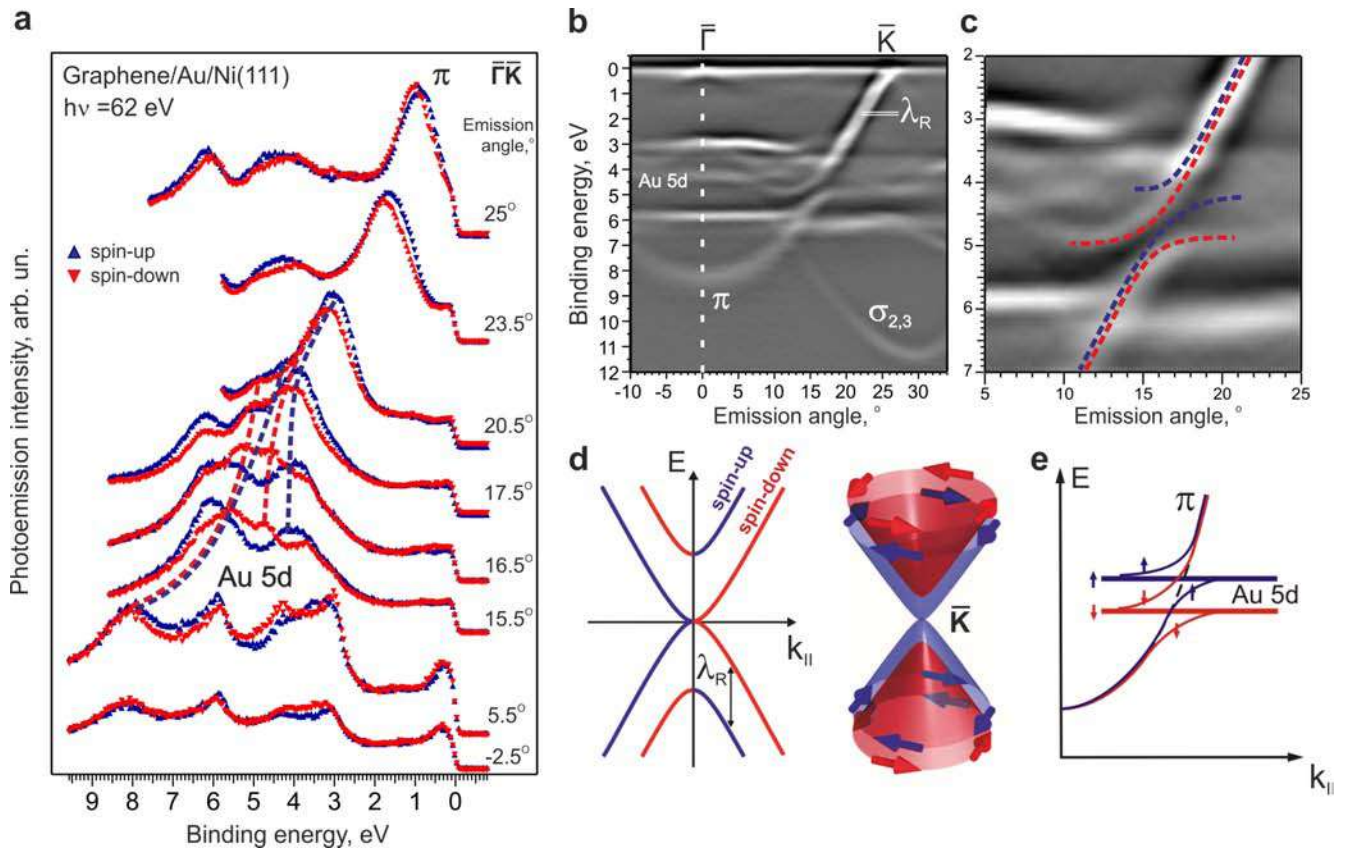 a
Graphene/Au/Ni(111)
hν =62 eV
π
Γ̅K̅
Emission
angle,°
25°
▲ spin-up
▼ spin-down
23.5°
20.5°
17.5°
16.5°
Au 5d
15.5°
5.5°
-2.5°
9 8 7 6 5 4 3 2 1 0
Binding energy, eV
Photoemission intensity, arb. un.
b
Γ̅ K̅
0
1
2
3
4
5
6
7
8
9
10
11
12
Binding energy, eV
λR
Au 5d
π
σ2,3
-10 -5 0 5 10 15 20 25 30
Emission angle, °
c
2
3
4
5
6
7
5 10 15 20 25
Emission angle, °
d
E
spin-up
spin-down
k||
λR
K̅
e
E
π
Au 5d
k||